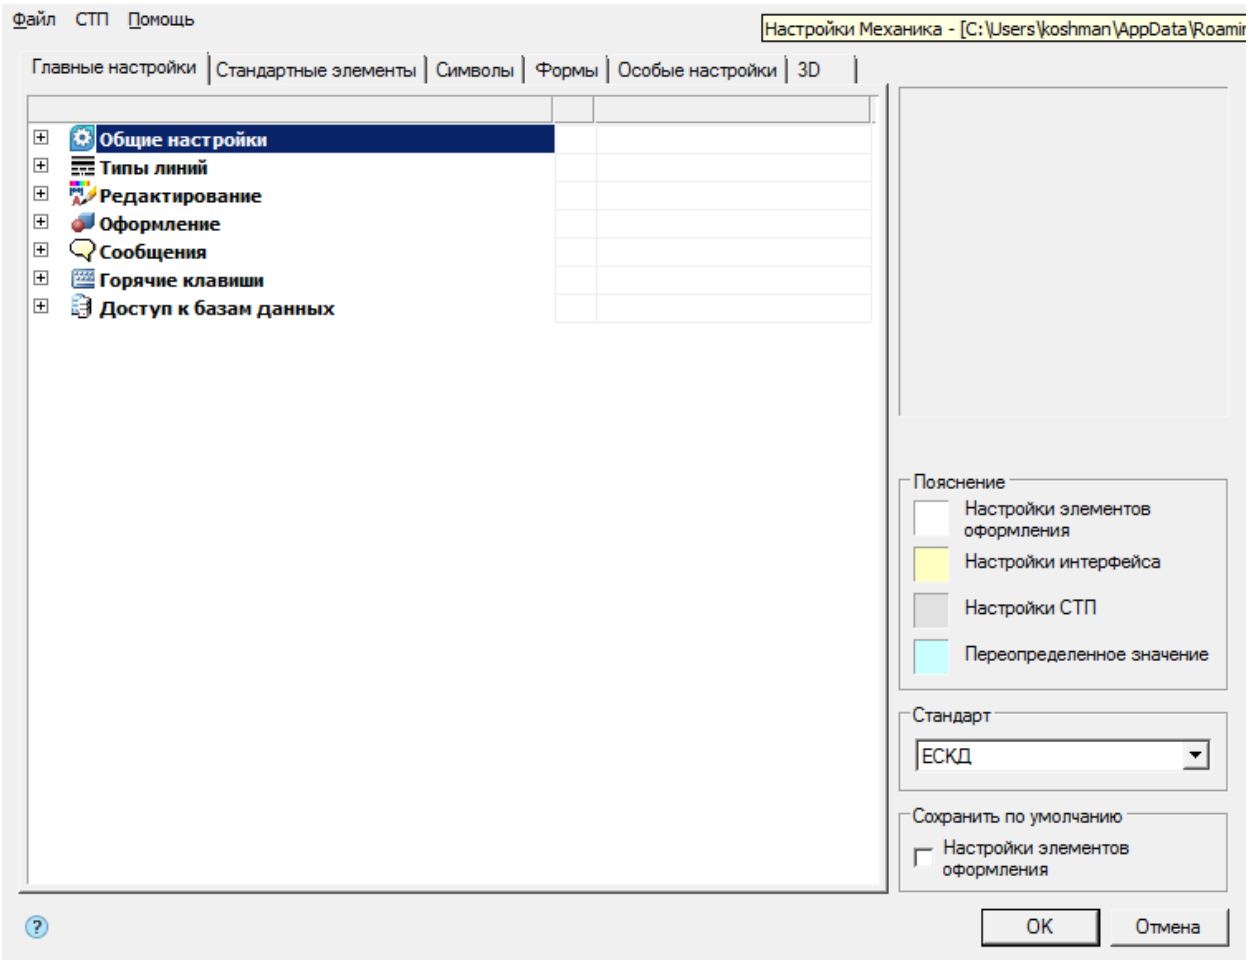 Файл СТП Помощь
Настройки Механика - [C:\Users\koshman\AppData\Roamin
Главные настройки Стандартные элементы Символы Формы Особые настройки 3D
Общие настройки
Типы линий
Редактирование
Оформление
Сообщения
Горячие клавиши
Доступ к базам данных
Пояснение
Настройки элементов
оформления
Настройки интерфейса
Настройки СТП
Переопределенное значение
Стандарт
ЕСКД
Сохранить по умолчанию
Настройки элементов
оформления
?
OK Отмена